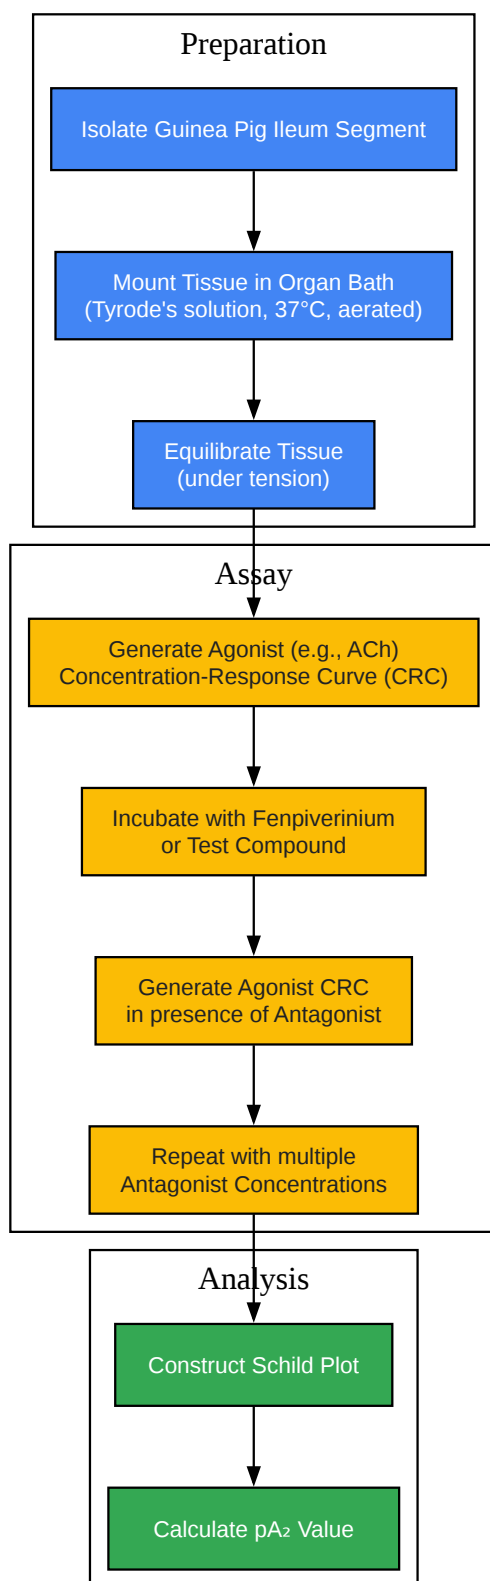 Preparation
Isolate Guinea Pig Ileum Segment
Mount Tissue in Organ Bath
(Tyrode's solution, 37°C, aerated)
Equilibrate Tissue
(under tension)
Assay
Generate Agonist (e.g., ACh)
Concentration-Response Curve (CRC)
Incubate with Fenpiverinium
or Test Compound
Generate Agonist CRC
in presence of Antagonist
Repeat with multiple
Antagonist Concentrations
Analysis
Construct Schild Plot
Calculate pA₂ Value